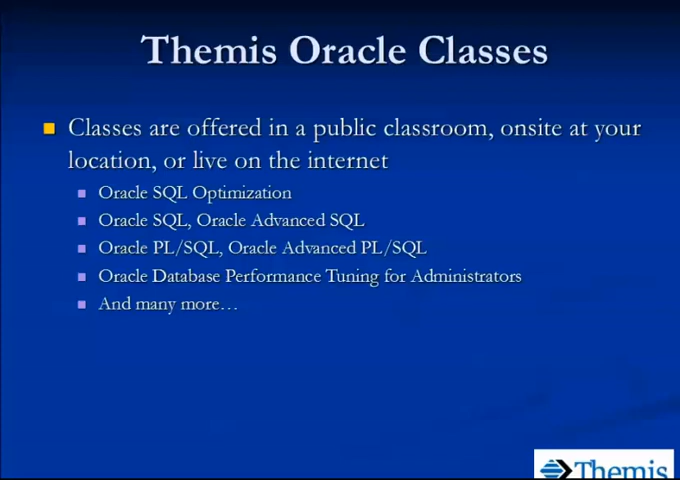 Themis Oracle Classes
Classes are offered in a public classroom, onsite at your
location, or live on the internet
Oracle SQL Optimization
Oracle SQL, Oracle Advanced SQL
Oracle PL/SQL, Oracle Advanced PL/SQL
Oracle Database Performance Tuning for Administrators
And many more…
Themis